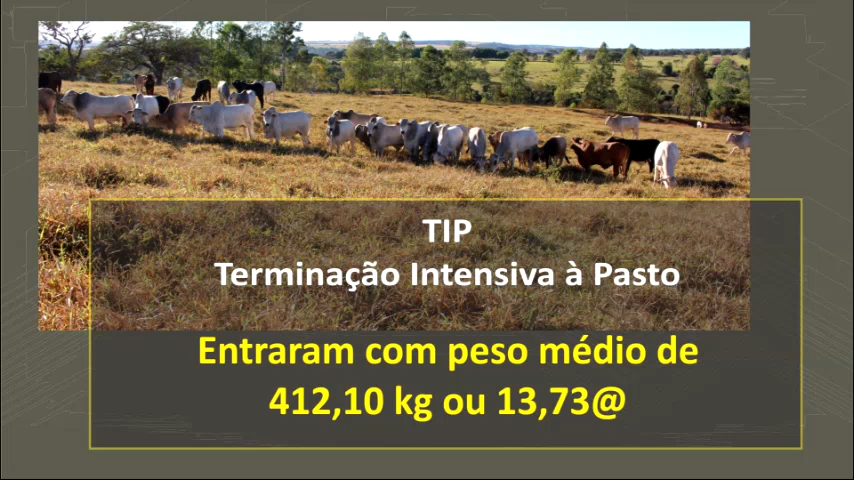 TIP
Terminação Intensiva à Pasto
Entraram com peso médio de
412,10 kg ou 13,73@